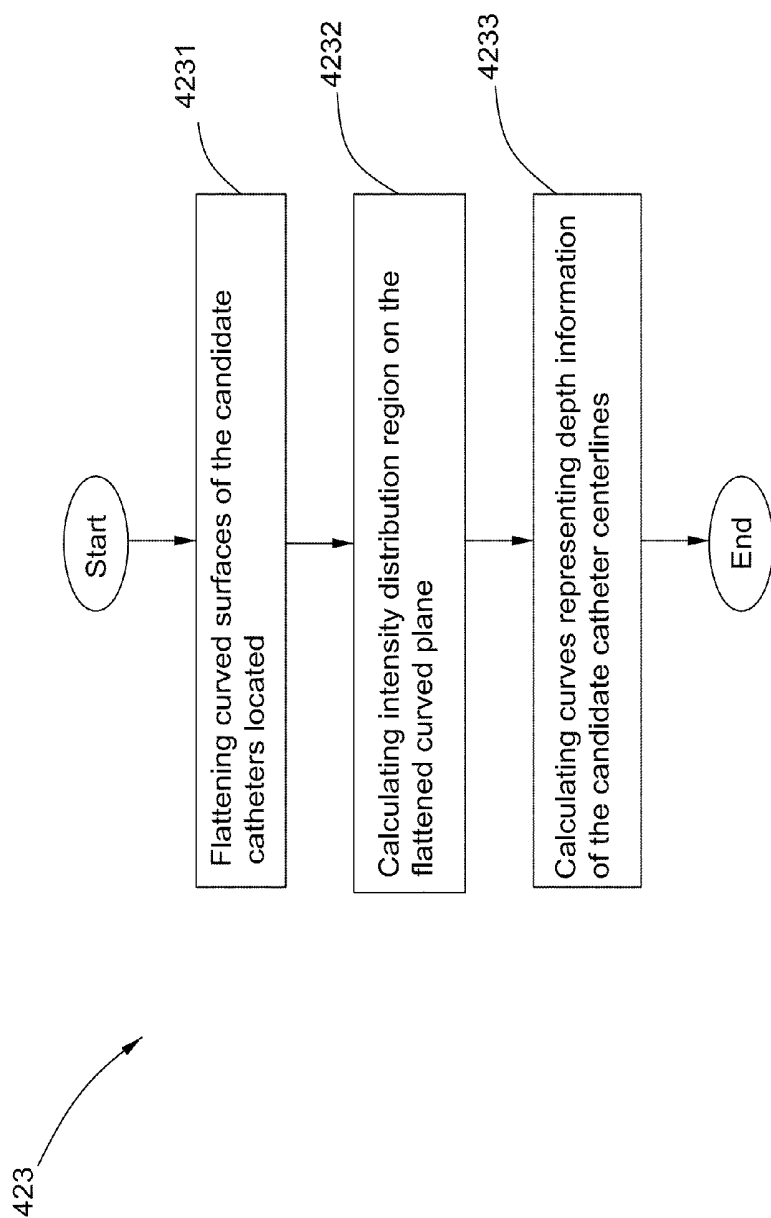 423
Start
4231
Flattening curved surfaces of the candidate
catheters located
4232
Calculating intensity distribution region on the
flattened curved plane
4233
Calculating curves representing depth information
of the candidate catheter centerlines
End